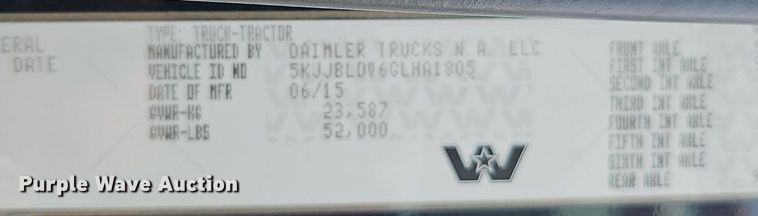 ERAL
DATE
TYPE: TRUCK-TRACTOR
MANUFACTURED BY DAIMLER TRUCKS N.A. LLC
VEHICLE ID NO 5KJJBLDV6GLHA1805
DATE OF MFR 06/15
GVWR-KG 23,587
GVWR-LBS 52,000
FRONT AXLE
FIRST INT AXLE
SECOND INT AXLE
THIRD INT AXLE
FOURTH INT AXLE
FIFTH INT AXLE
SIXTH INT AXLE
REAR AXLE
Purple Wave Auction